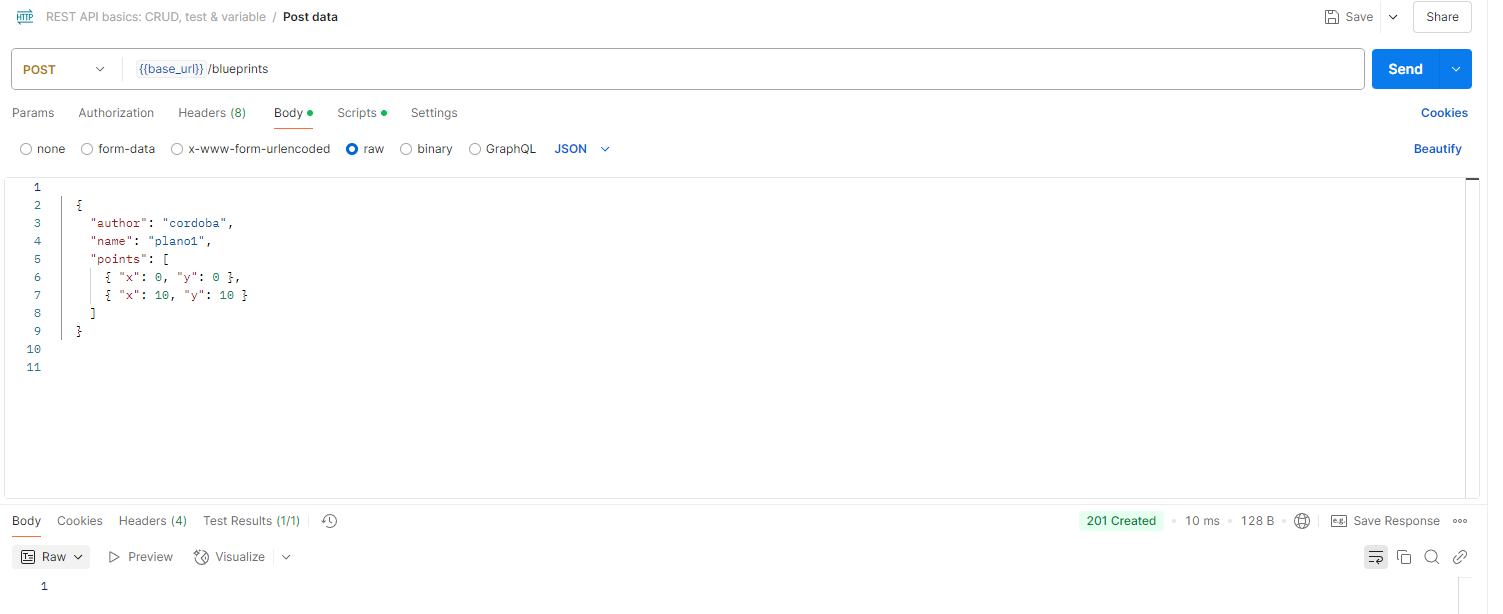 HTTP REST API basics: CRUD, test & variable / Post data Save Share
POST {{base_url}} /blueprints Send
Params Authorization Headers (8) Body Scripts Settings Cookies
none form-data x-www-form-urlencoded raw binary GraphQL JSON Beautify
1
2 {
3 "author": "cordoba",
4 "name": "plano1",
5 "points": [
6 { "x": 0, "y": 0 },
7 { "x": 10, "y": 10 }
8 ]
9 }
10
11
Body Cookies Headers (4) Test Results (1/1) 201 Created 10 ms 128 B e.g. Save Response
Raw Preview Visualize
1